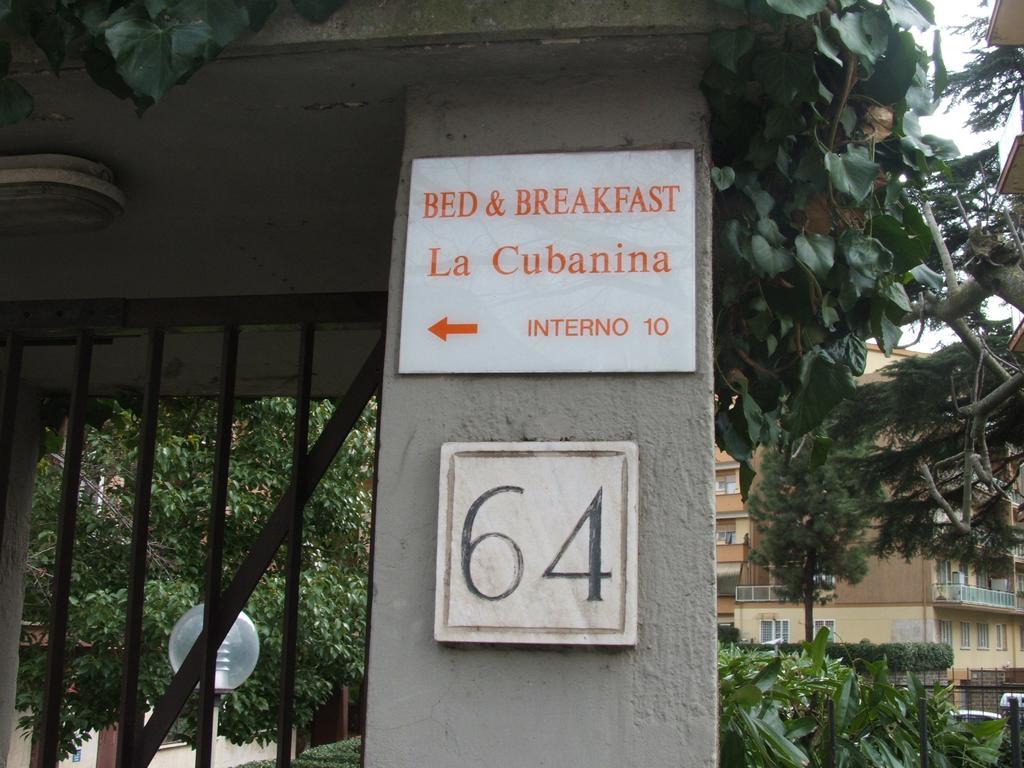 BED & BREAKFAST
La Cubanina
INTERNO 10
64